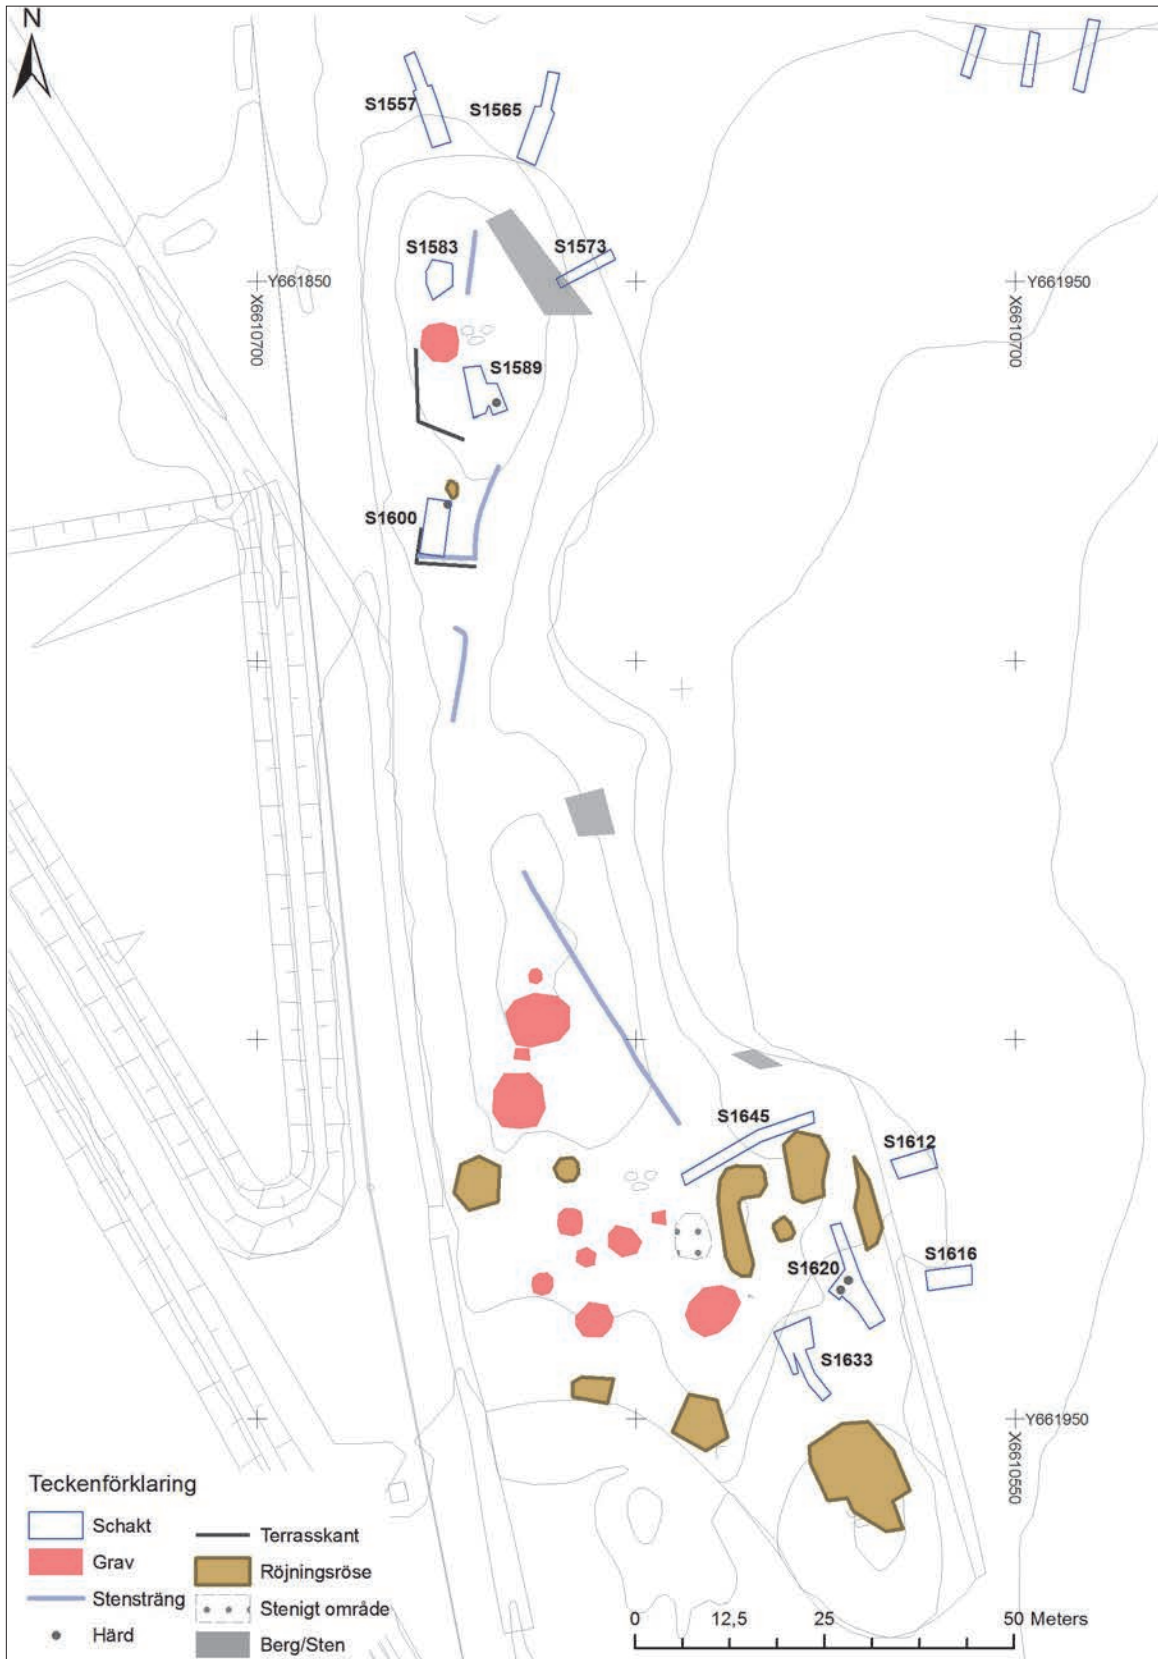 N
S1557
S1565
S1583
S1573
Y661850
Y661950
X6610700
X6610700
S1589
S1600
S1645
S1612
S1616
S1620
S1633
Y661950
X6610550
Teckenförklaring
Schakt
Grav
Stensträng
Härd
Terrasskant
Röjningsröse
Stenigt område
Berg/Sten
0 12,5 25 50 Meters